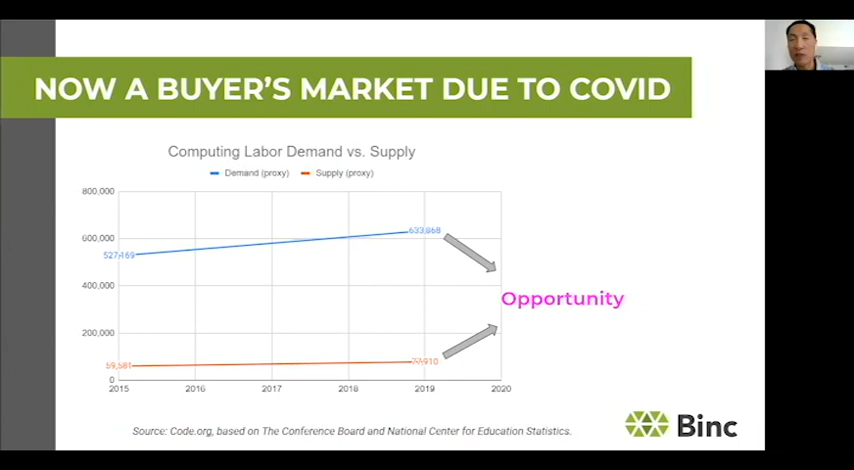 NOW A BUYER'S MARKET DUE TO COVID
Computing Labor Demand vs. Supply
Demand (proxy) Supply (proxy)
800,000
600,000
400,000
200,000
0
633,868
527,169
77,910
59,581
Opportunity
2015 2016 2017 2018 2019 2020
Source: Code.org, based on The Conference Board and National Center for Education Statistics.
Binc